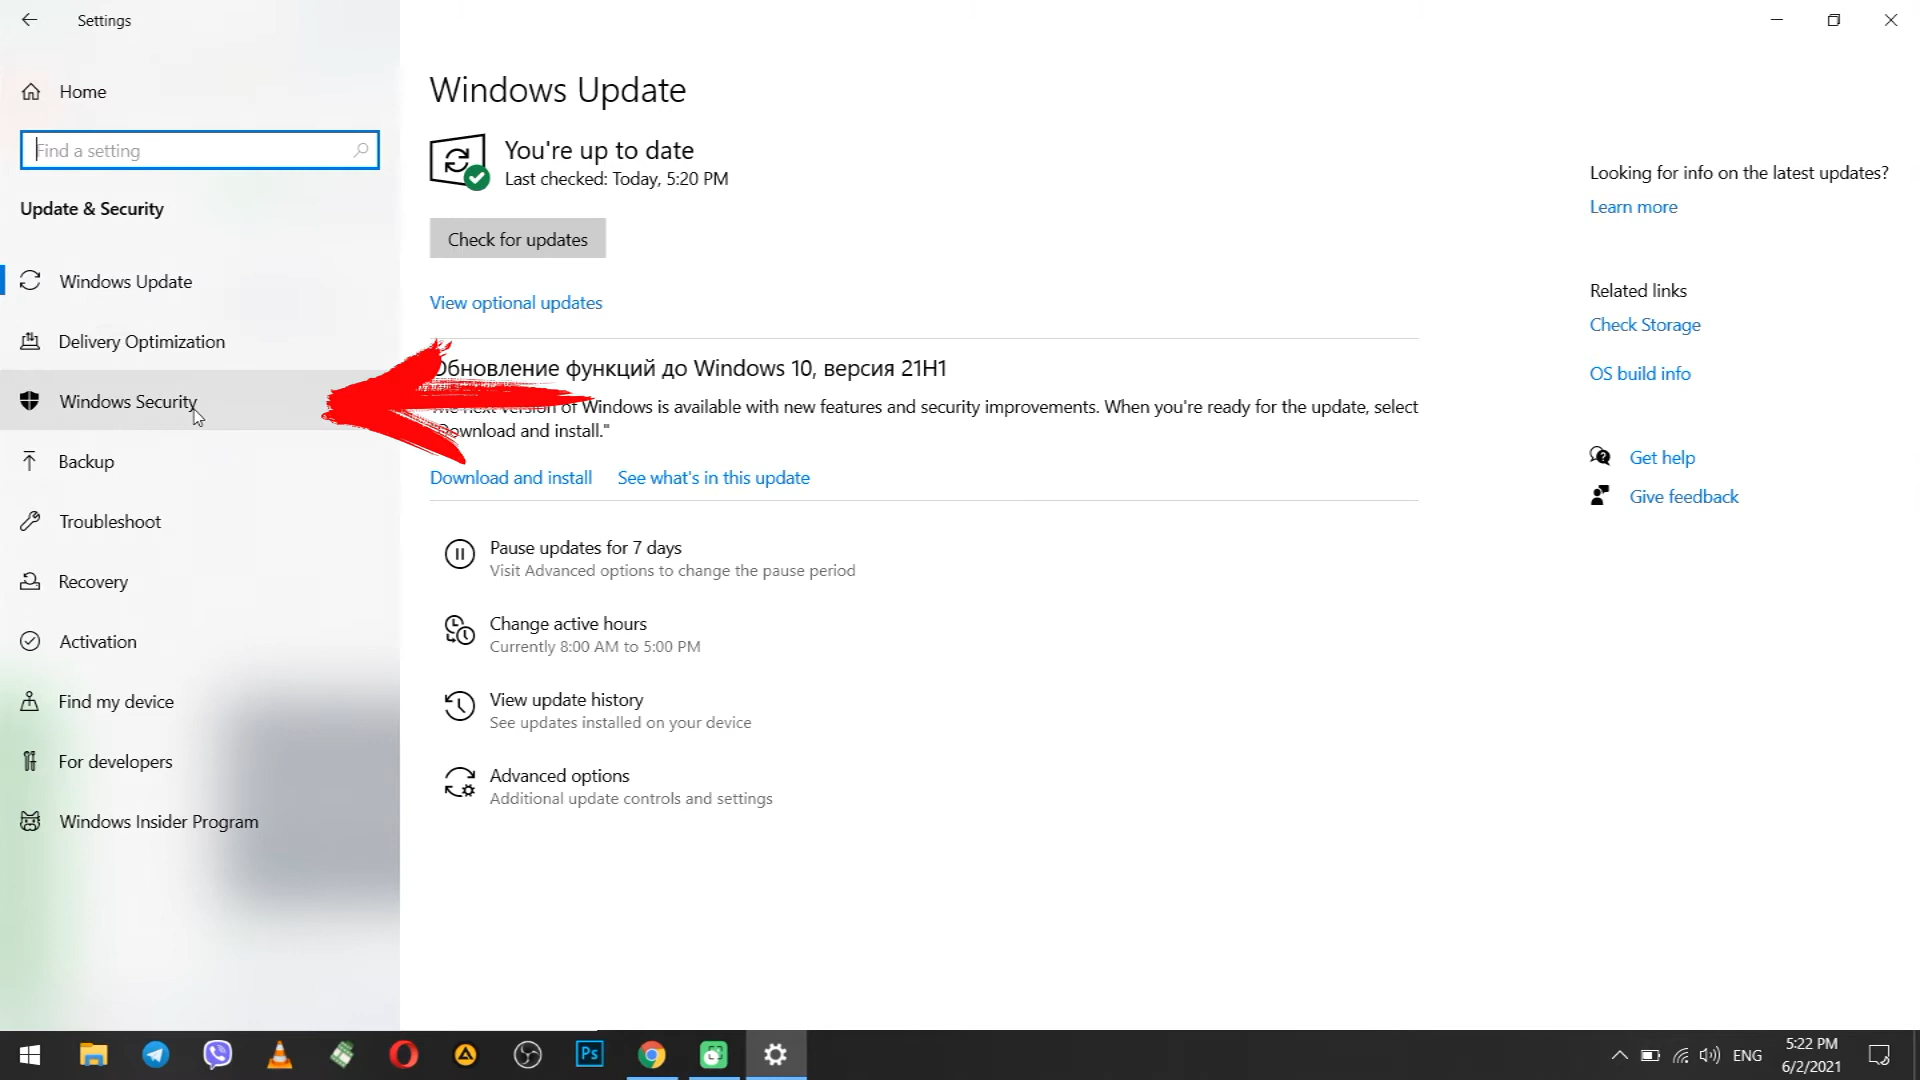 Settings
Home
Find a setting
Update & Security
Windows Update
Delivery Optimization
Windows Security
Backup
Troubleshoot
Recovery
Activation
Find my device
For developers
Windows Insider Program
Windows Update
You're up to date
Last checked: Today, 5:20 PM
Check for updates
View optional updates
Обновление функций до Windows 10, версия 21H1
next version of Windows is available with new features and security improvements. When you're ready for the update, select
"Download and install."
Download and install See what's in this update
Pause updates for 7 days
Visit Advanced options to change the pause period
Change active hours
Currently 8:00 AM to 5:00 PM
View update history
See updates installed on your device
Advanced options
Additional update controls and settings
Looking for info on the latest updates?
Learn more
Related links
Check Storage
OS build info
Get help
Give feedback
Ps
ENG
5:22 PM
6/2/2021